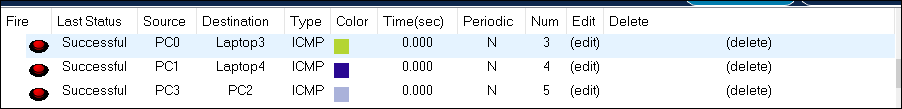 Fire Last Status Source Destination Type Color Time(sec) Periodic Num Edit Delete
Successful PC0 Laptop3 ICMP 0.000 N 3 (edit) (delete)
Successful PC1 Laptop4 ICMP 0.000 N 4 (edit) (delete)
Successful PC3 PC2 ICMP 0.000 N 5 (edit) (delete)